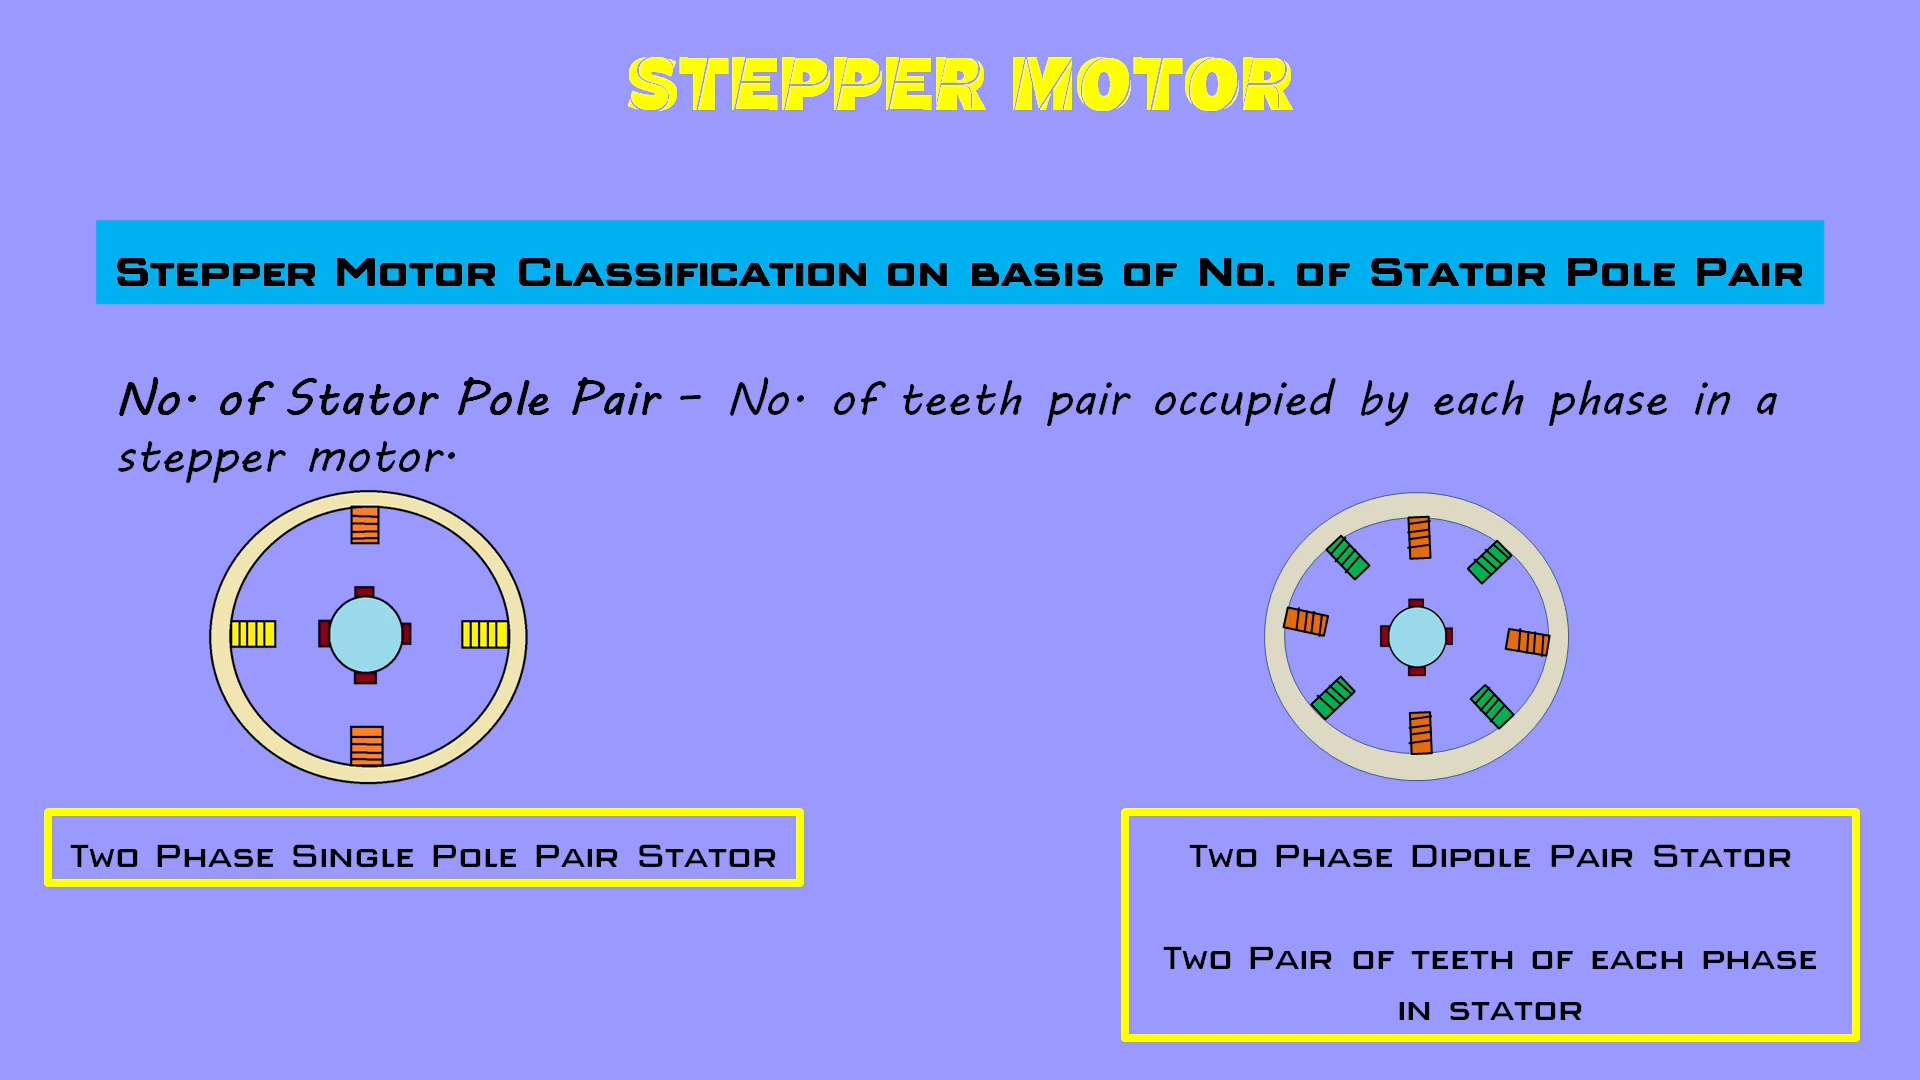 STEPPER MOTOR
STEPPER MOTOR CLASSIFICATION ON BASIS OF NO. OF STATOR POLE PAIR
No. of Stator Pole Pair – No. of teeth pair occupied by each phase in a
stepper motor.
TWO PHASE SINGLE POLE PAIR STATOR
TWO PHASE DIPOLE PAIR STATOR
TWO PAIR OF TEETH OF EACH PHASE
IN STATOR